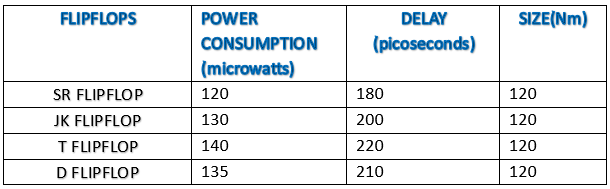 FLIPFLOPS POWER CONSUMPTION (microwatts) DELAY (picoseconds) SIZE(Nm)
SR FLIPFLOP 120 180 120
JK FLIPFLOP 130 200 120
T FLIPFLOP 140 220 120
D FLIPFLOP 135 210 120